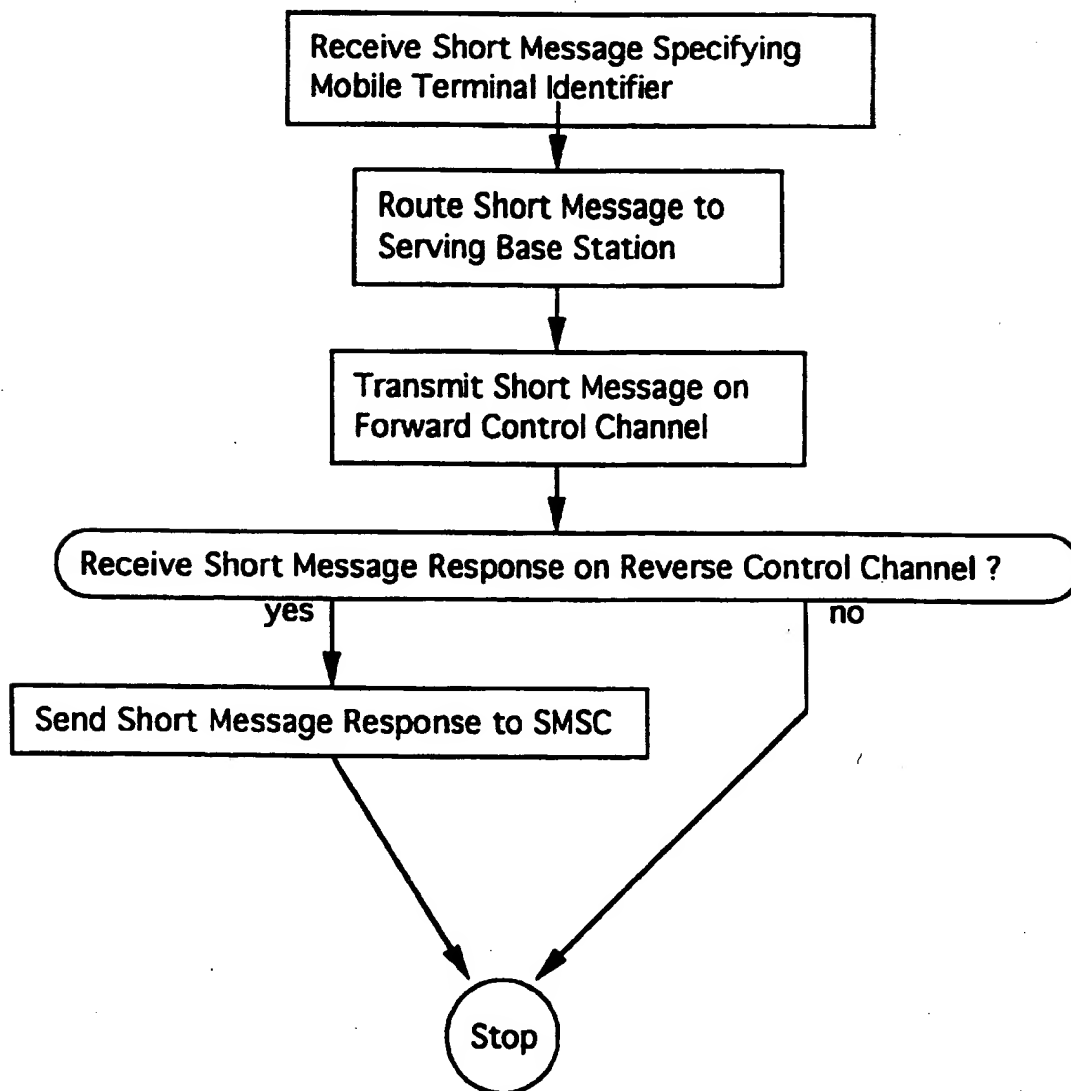 Receive Short Message Specifying
Mobile Terminal Identifier
Route Short Message to
Serving Base Station
Transmit Short Message on
Forward Control Channel
Receive Short Message Response on Reverse Control Channel ?
yes
no
Send Short Message Response to SMSC
Stop